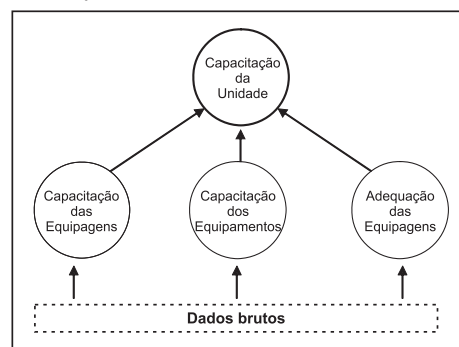 Capacitação
da
Unidade
Capacitação
das
Equipagens
Capacitação
dos
Equipamentos
Adequação
das
Equipagens
Dados brutos